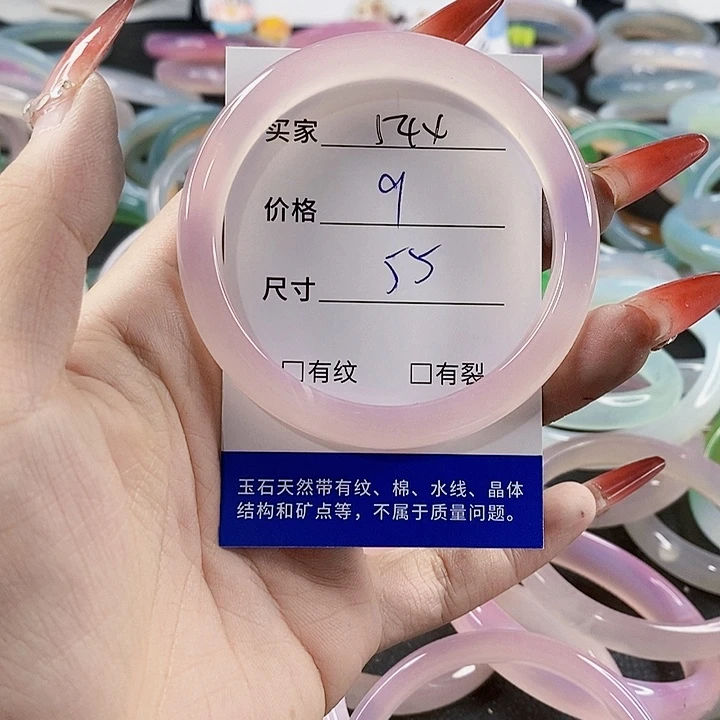 买家 174x
价格 9
尺寸 55
□有纹 □有裂
玉石天然带有纹、棉、水线、晶体
结构和矿点等，不属于质量问题。